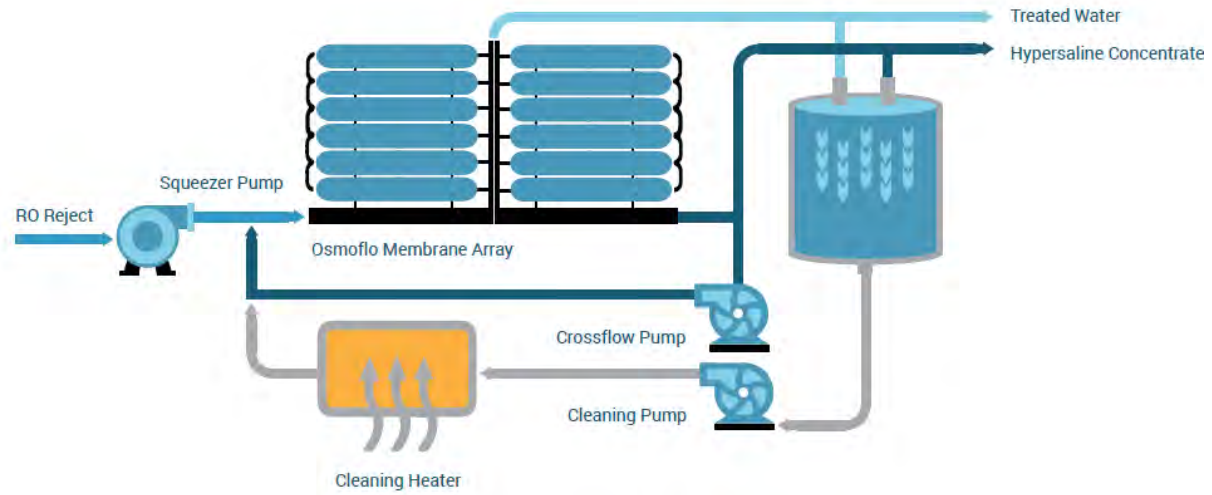 Treated Water
Hypersaline Concentrate
Squeezer Pump
RO Reject
Osmoflo Membrane Array
Crossflow Pump
Cleaning Pump
Cleaning Heater